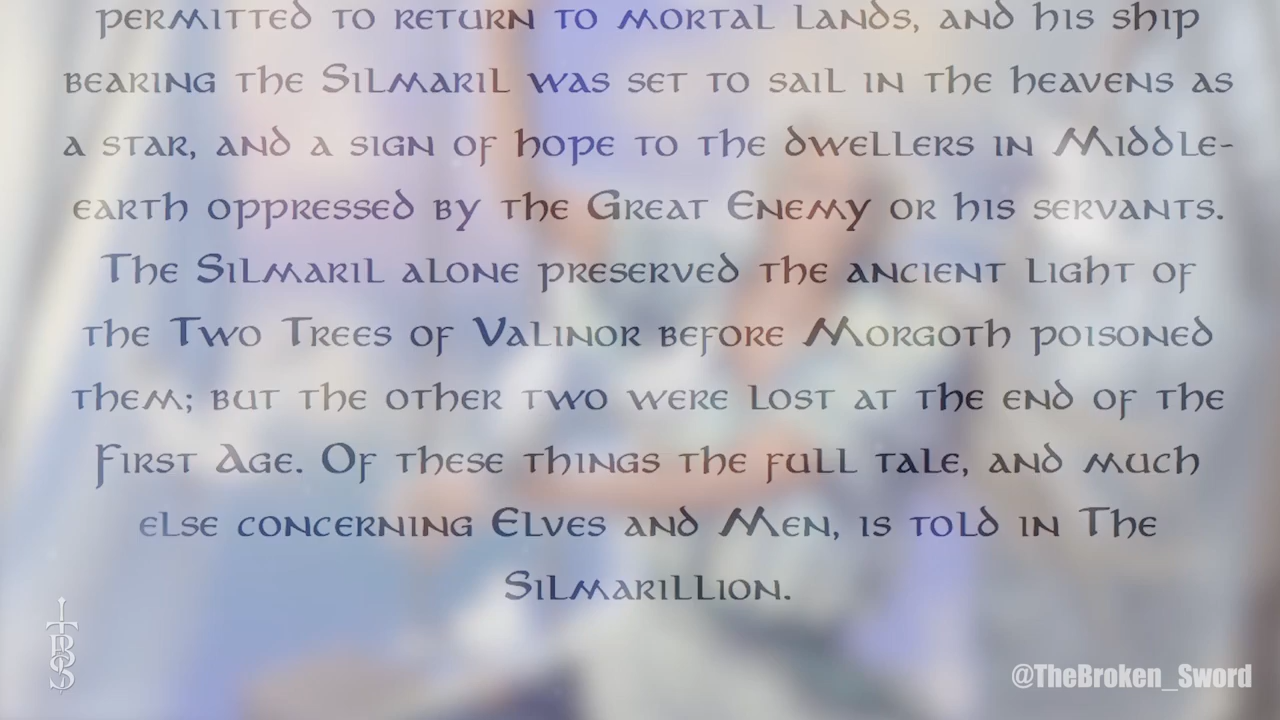 permitted to return to mortal lands, and his ship
bearing the Silmaril was set to sail in the heavens as
a star, and a sign of hope to the dwellers in Middle-
earth oppressed by the Great Enemy or his servants.
The Silmaril alone preserved the ancient light of
the Two Trees of Valinor before Morgoth poisoned
them; but the other two were lost at the end of the
First Age. Of these things the full tale, and much
else concerning Elves and Men, is told in The
Silmarillion.
TBS
@TheBroken_Sword